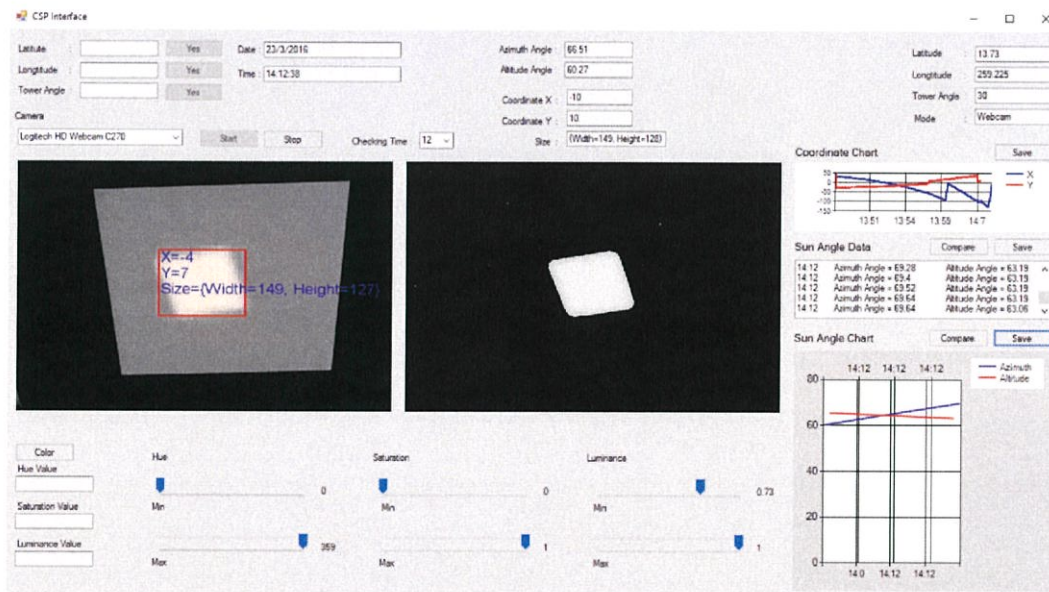 CSP Interface
Latitute :
Yes
Date : 23/3/2016
Longtitude :
Yes
Time : 14:12:38
Tower Angle :
Yes
Azimuth Angle : 66.51
Altitude Angle : 60.27
Coordinate X : -10
Coordinate Y : 10
Size : {Width=149, Height=128}
Latitude : 13.73
Longtitude : 259.225
Tower Angle : 30
Mode : Webcam
Camera
Logitech HD Webcam C270
Start
Stop
Checking Time : 12
X=-4
Y=7
Size={Width=149, Height=127}
Coordinate Chart
Save
50
0
-50
-100
-150
13.51 13.54 13.59 14.7
X
Y
Sun Angle Data
Compare
Save
14:12 Azimuth Angle = 69.28 Altitude Angle = 63.19
14:12 Azimuth Angle = 69.4 Altitude Angle = 63.19
14:12 Azimuth Angle = 69.52 Altitude Angle = 63.19
14:12 Azimuth Angle = 69.64 Altitude Angle = 63.19
14:12 Azimuth Angle = 69.64 Altitude Angle = 63.06
Sun Angle Chart
Compare
Save
14:12 14:12 14:12
80
60
40
20
0
14.0 14.12 14.12
Azimuth
Altitude
Color
Hue Value
Saturation Value
Luminance Value
Hue
0
Min
359
Max
Saturation
0
Min
1
Max
Luminance
0.73
Min
1
Max